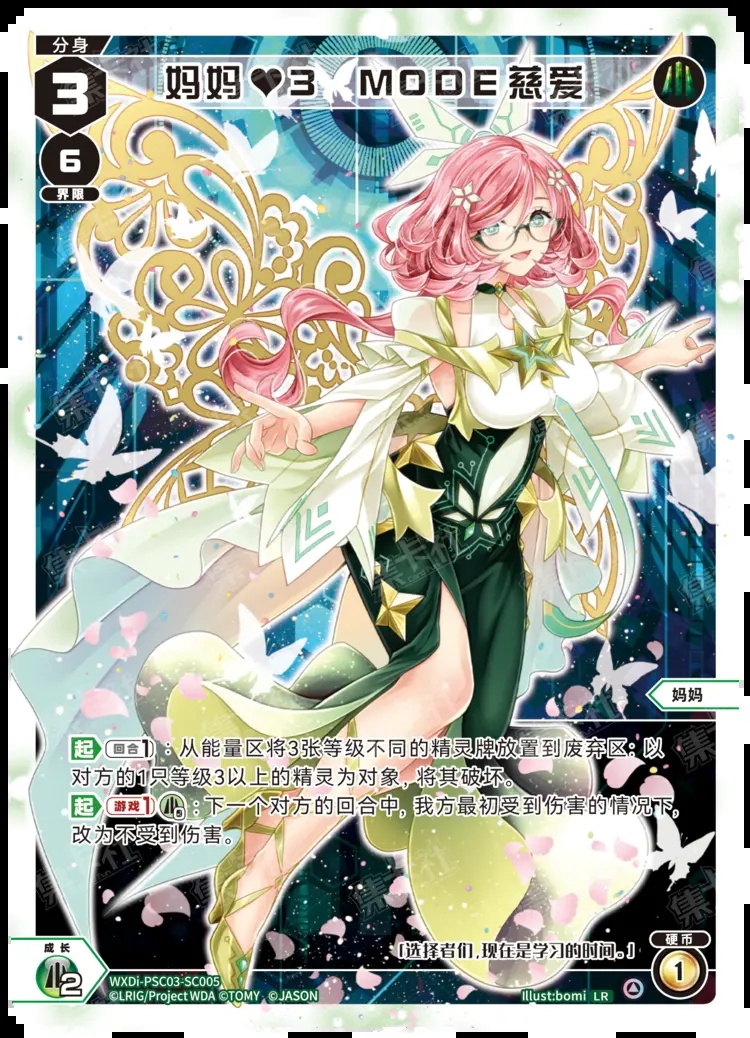 分身
3
妈妈♥3 MODE慈爱
6
界限
妈妈
起 回合1 : 从能量区将3张等级不同的精灵牌放置到废弃区: 以
对方的1只等级3以上的精灵为对象, 将其破坏。
起 游戏1 0 : 下一个对方的回合中, 我方最初受到伤害的情况下,
改为不受到伤害。
「选择者们,现在是学习的时间。」
成长
2
硬币
1
WXDi-PSC03-SC005
©LRIG/Project WDA ©TOMY ©JASON
Illust:bomi LR
集卡社